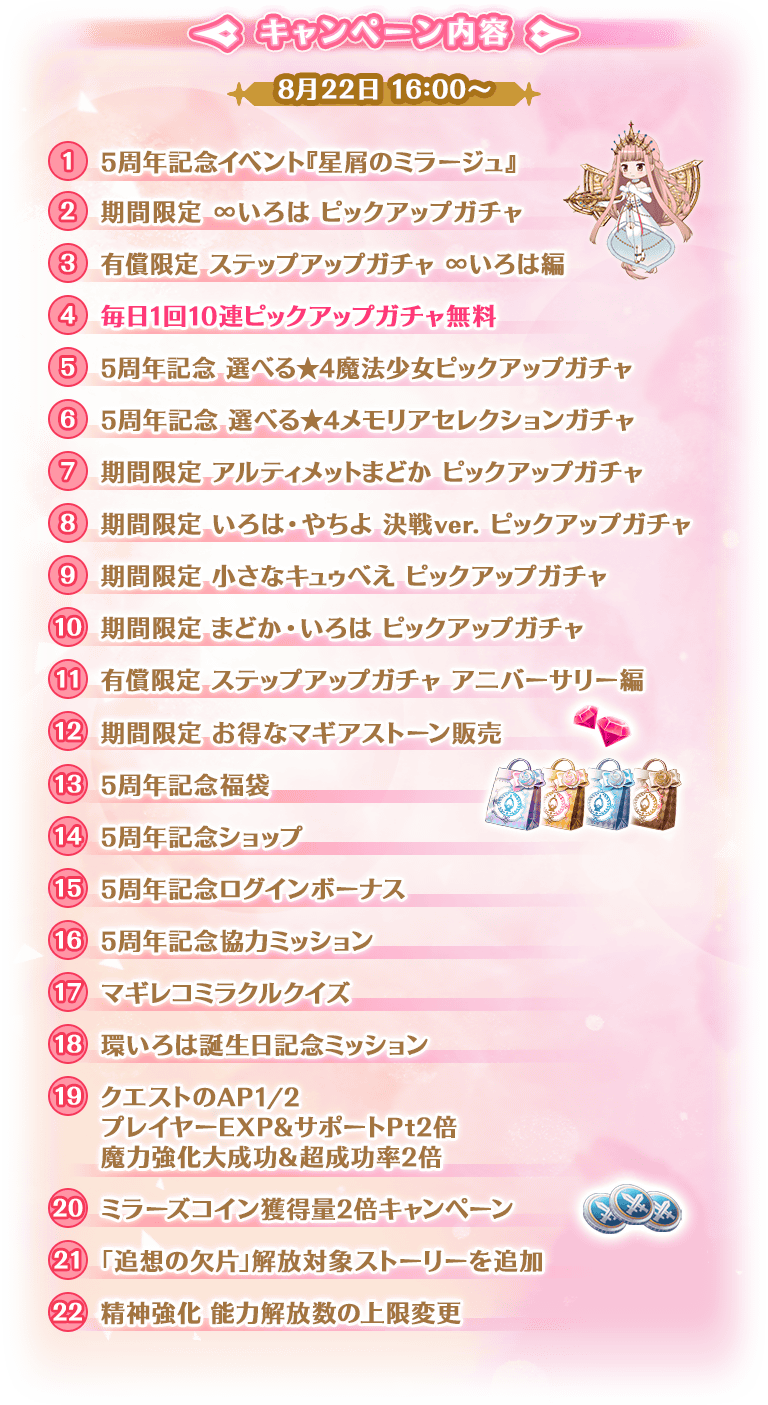 キャンペーン内容
8月22日 16:00〜
1 5周年記念イベント『星屑のミラージュ』
2 期間限定 ∞いろは ピックアップガチャ
3 有償限定 ステップアップガチャ ∞いろは編
4 毎日1回10連ピックアップガチャ無料
5 5周年記念 選べる★4魔法少女ピックアップガチャ
6 5周年記念 選べる★4メモリアセレクションガチャ
7 期間限定 アルティメットまどか ピックアップガチャ
8 期間限定 いろは・やちよ 決戦ver. ピックアップガチャ
9 期間限定 小さなキュゥべえ ピックアップガチャ
10 期間限定 まどか・いろは ピックアップガチャ
11 有償限定 ステップアップガチャ アニバーサリー編
12 期間限定 お得なマギアストーン販売
13 5周年記念福袋
14 5周年記念ショップ
15 5周年記念ログインボーナス
16 5周年記念協力ミッション
17 マギレコミラクルクイズ
18 環いろは誕生日記念ミッション
19 クエストのAP1/2
プレイヤーEXP&サポートPt2倍
魔力強化大成功&超成功率2倍
20 ミラーズコイン獲得量2倍キャンペーン
21 「追想の欠片」解放対象ストーリーを追加
22 精神強化 能力解放数の上限変更